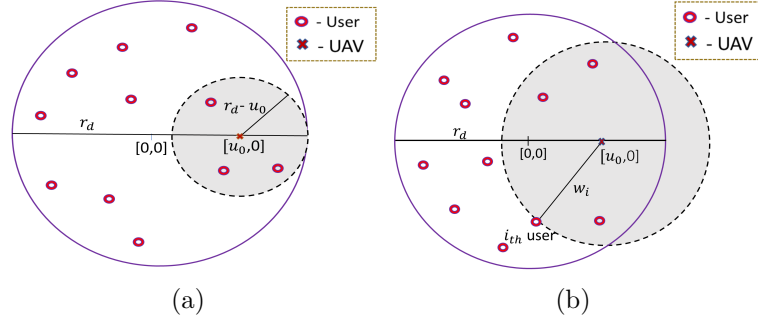 - User
- UAV
r_d - u_0
r_d
[0,0]
[u_0,0]
(a)
- User
- UAV
r_d
[0,0]
[u_0,0]
w_i
i_th user
(b)